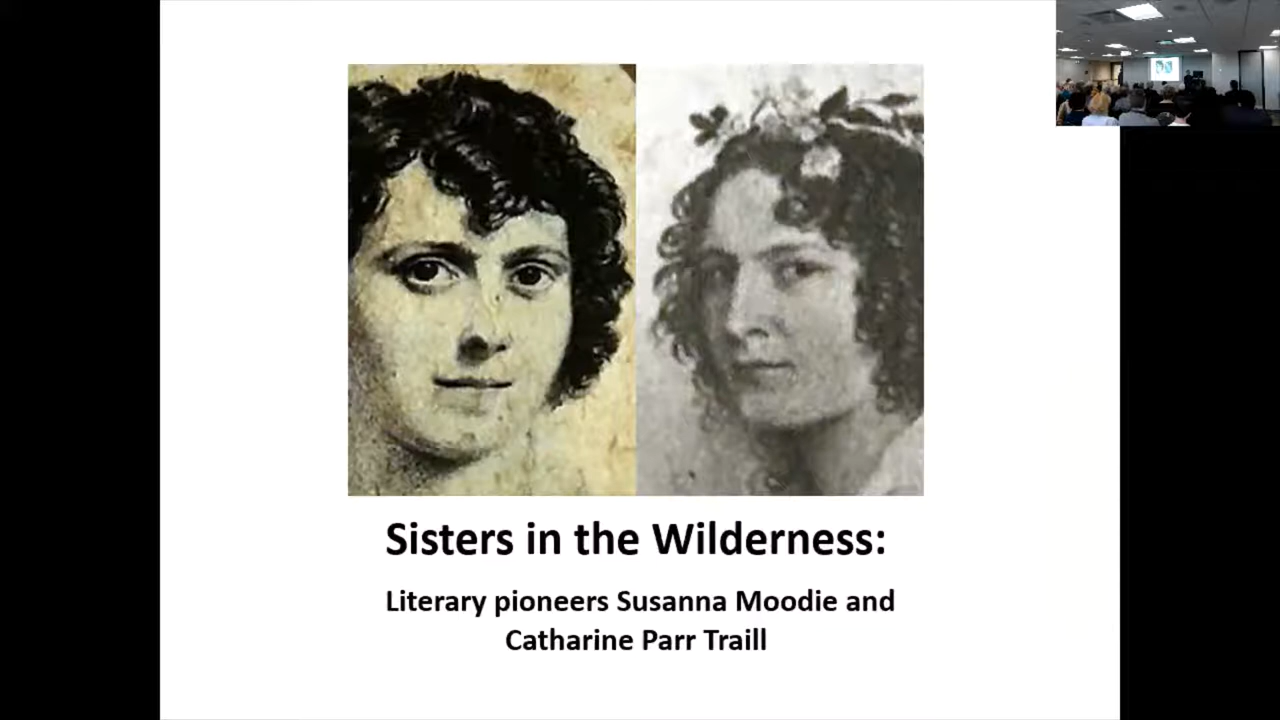 Sisters in the Wilderness:
Literary pioneers Susanna Moodie and
Catharine Parr Traill